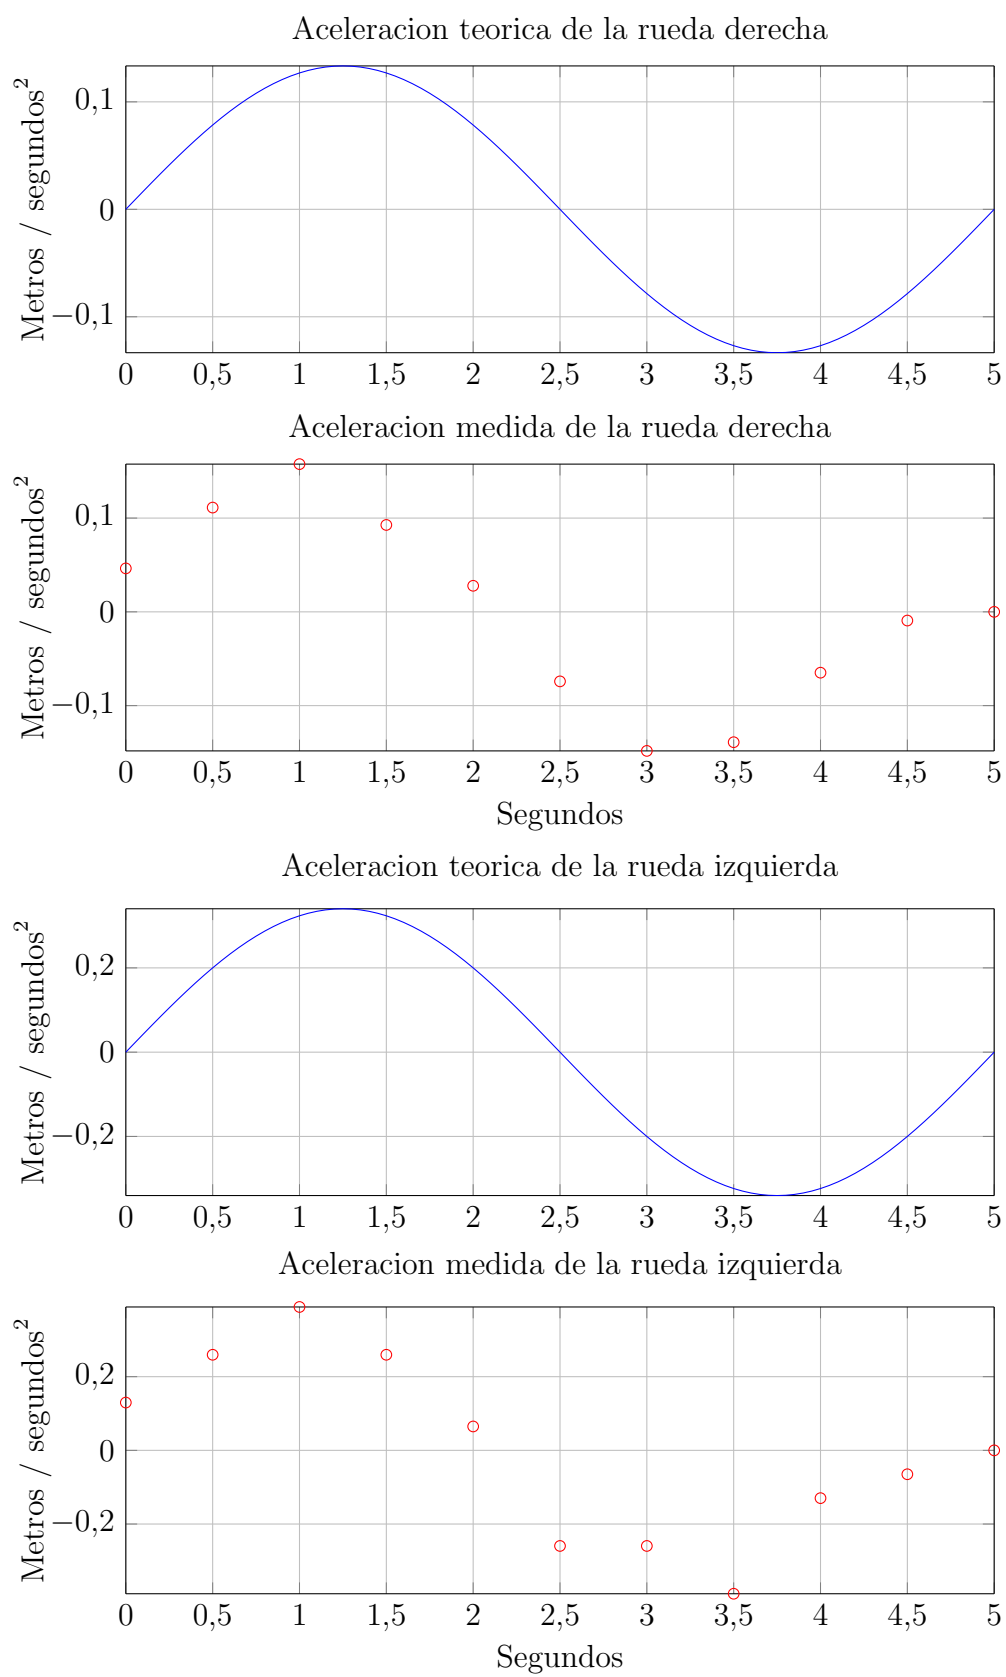 Aceleracion teorica de la rueda derecha
Metros / segundos²
0,1
0
−0,1
0 0,5 1 1,5 2 2,5 3 3,5 4 4,5 5
Aceleracion medida de la rueda derecha
Metros / segundos²
0,1
0
−0,1
0 0,5 1 1,5 2 2,5 3 3,5 4 4,5 5
Segundos
Aceleracion teorica de la rueda izquierda
Metros / segundos²
0,2
0
−0,2
0 0,5 1 1,5 2 2,5 3 3,5 4 4,5 5
Aceleracion medida de la rueda izquierda
Metros / segundos²
0,2
0
−0,2
0 0,5 1 1,5 2 2,5 3 3,5 4 4,5 5
Segundos